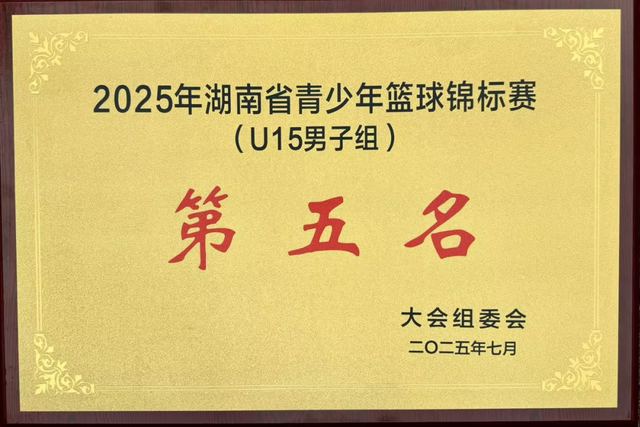 2025年湖南省青少年篮球锦标赛
（U15男子组）
第五名
大会组委会
二〇二五年七月